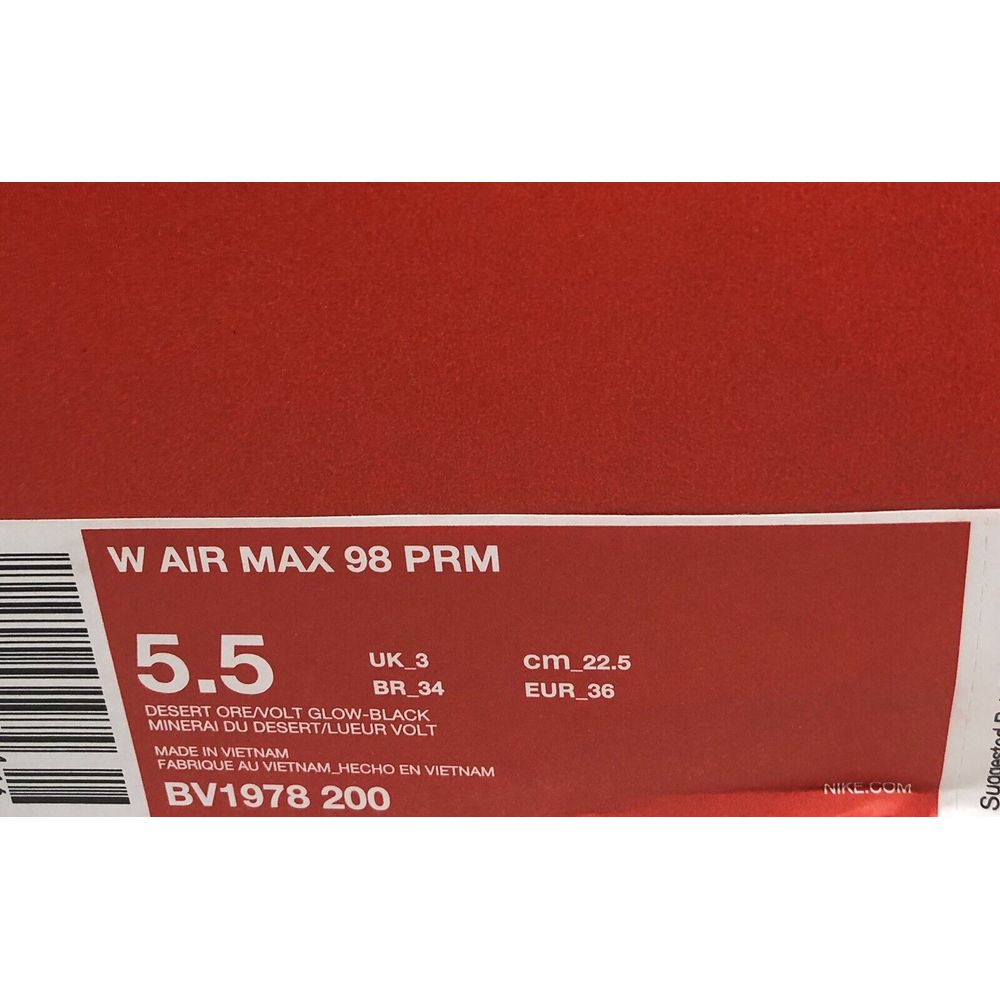 W AIR MAX 98 PRM
5.5
UK_3
cm_22.5
BR_34
EUR_36
DESERT ORE/VOLT GLOW-BLACK
MINERAI DU DESERT/LUEUR VOLT
MADE IN VIETNAM
FABRIQUE AU VIETNAM_HECHO EN VIETNAM
BV1978 200
NIKE.COM
Suggested